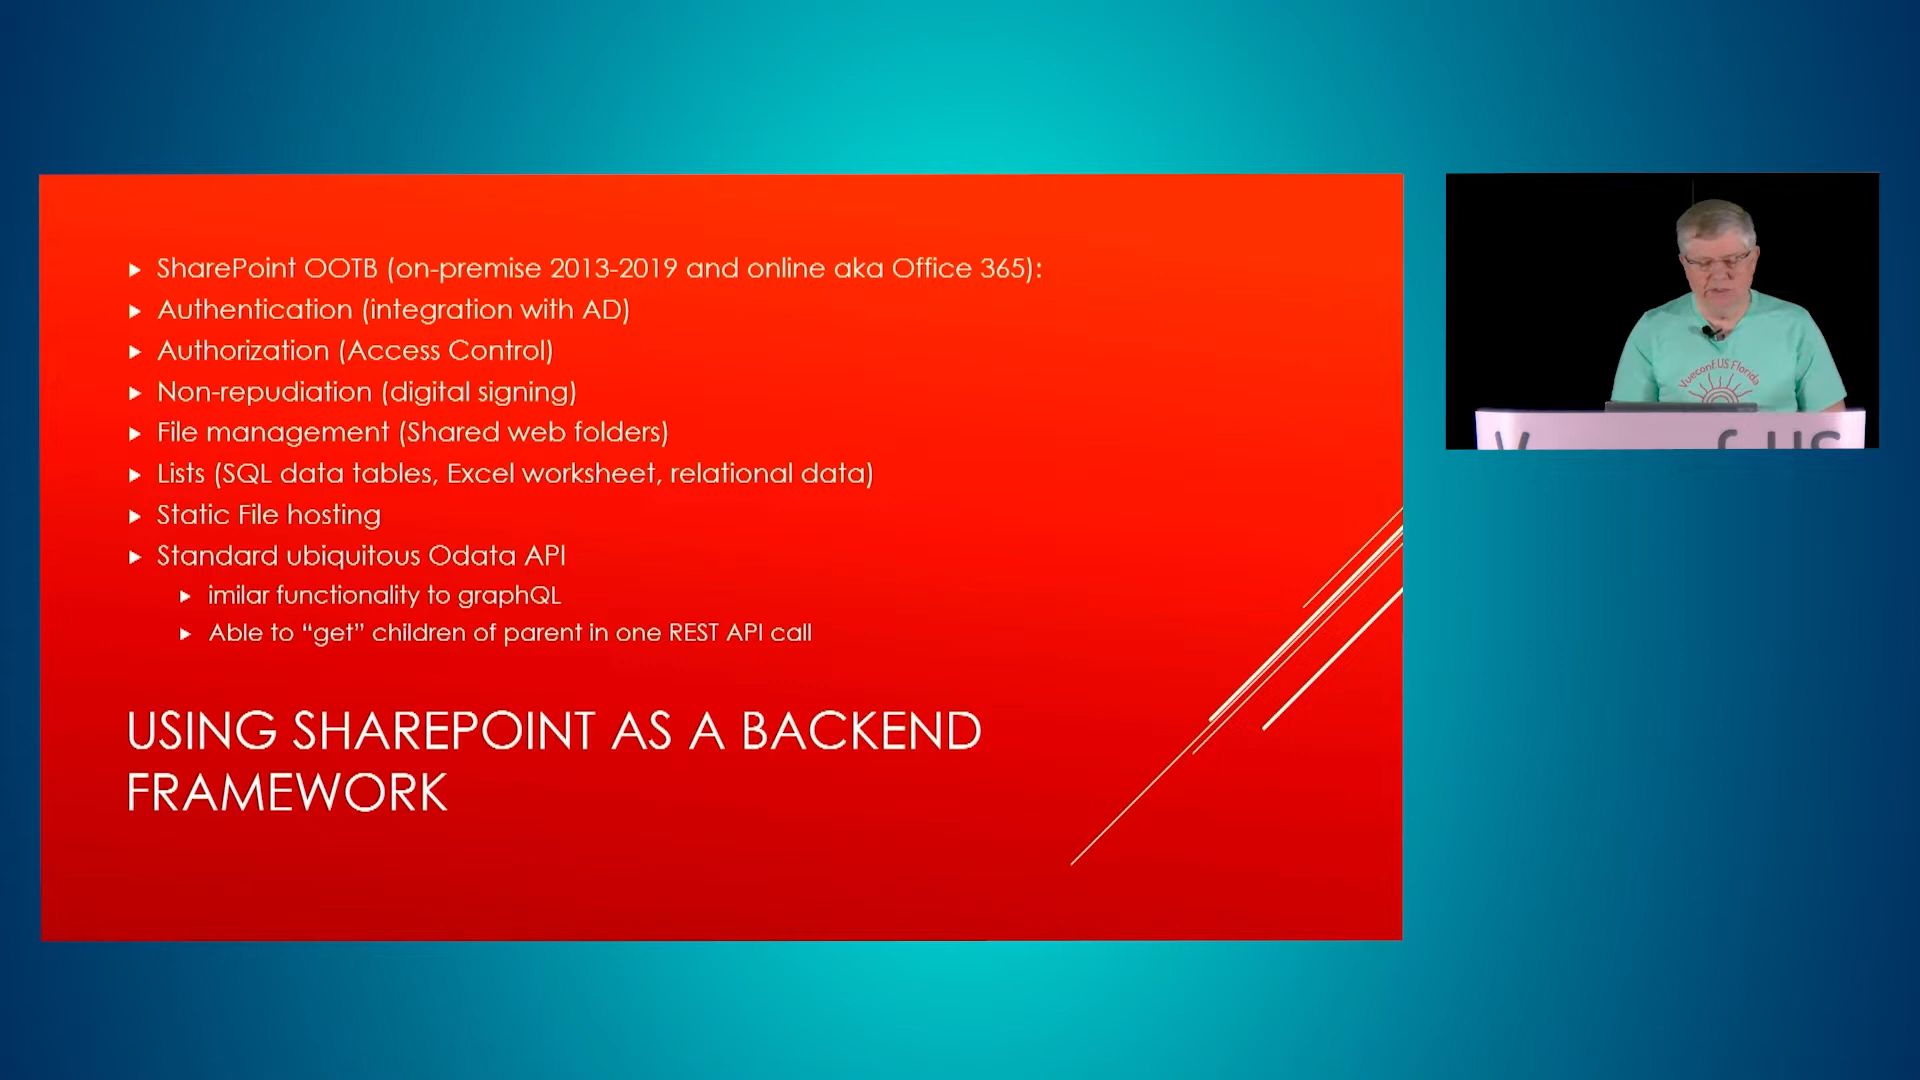 SharePoint OOTB (on-premise 2013-2019 and online aka Office 365):
Authentication (integration with AD)
Authorization (Access Control)
Non-repudiation (digital signing)
File management (Shared web folders)
Lists (SQL data tables, Excel worksheet, relational data)
Static File hosting
Standard ubiquitous Odata API
imilar functionality to graphQL
Able to “get” children of parent in one REST API call
USING SHAREPOINT AS A BACKEND
FRAMEWORK
Vueconf.US Florida